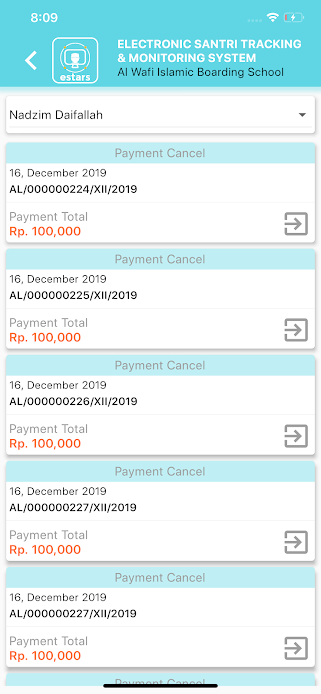 8:09
ELECTRONIC SANTRI TRACKING
& MONITORING SYSTEM
Al Wafi Islamic Boarding School
estars
Nadzim Daifallah
Payment Cancel
16, December 2019
AL/000000224/XII/2019
Payment Total
Rp. 100,000
Payment Cancel
16, December 2019
AL/000000225/XII/2019
Payment Total
Rp. 100,000
Payment Cancel
16, December 2019
AL/000000226/XII/2019
Payment Total
Rp. 100,000
Payment Cancel
16, December 2019
AL/000000227/XII/2019
Payment Total
Rp. 100,000
Payment Cancel
16, December 2019
AL/000000227/XII/2019
Payment Total
Rp. 100,000
Payment Cancel